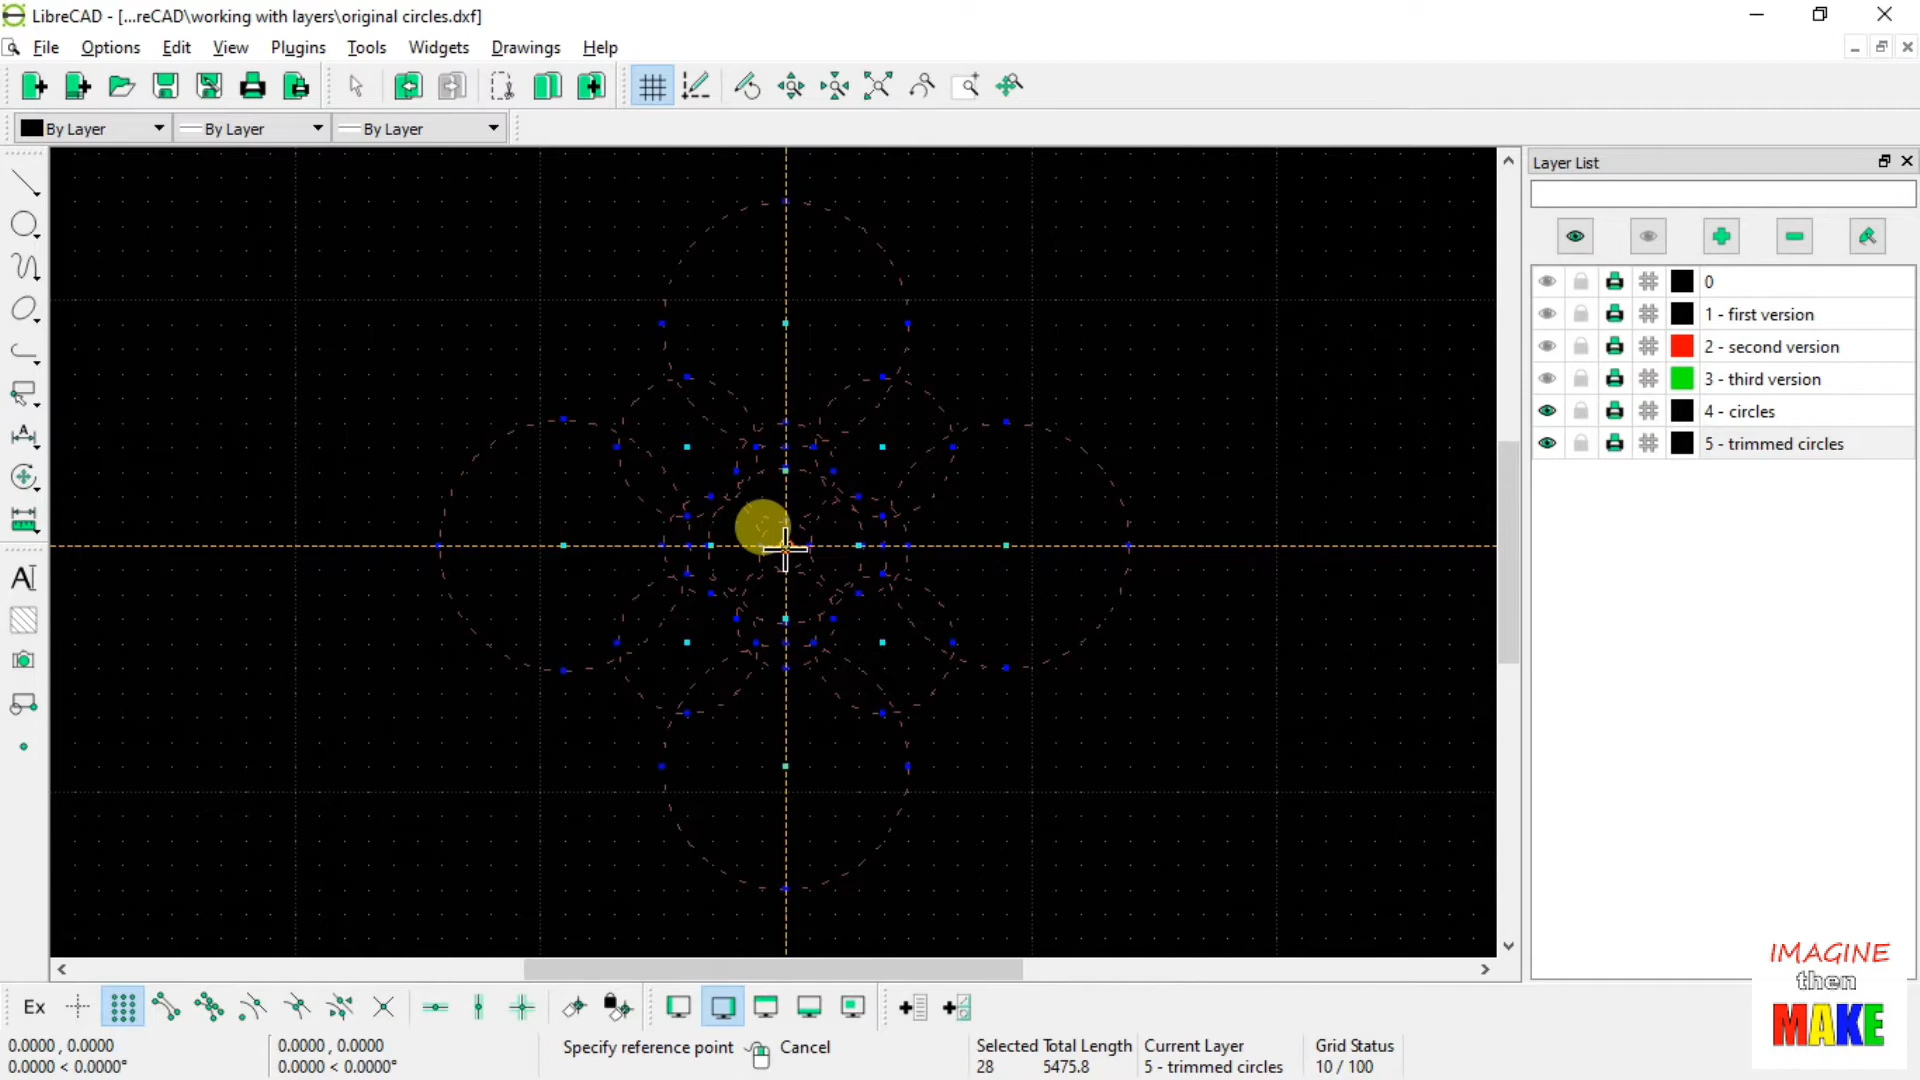 LibreCAD - [...reCAD\working with layers\original circles.dxf]
File Options Edit View Plugins Tools Widgets Drawings Help
By Layer By Layer By Layer
Layer List
0
1 - first version
2 - second version
3 - third version
4 - circles
5 - trimmed circles
A
IMAGINE
then
MAKE
Ex
0.0000 , 0.0000
0.0000 < 0.0000°
0.0000 , 0.0000
0.0000 < 0.0000°
Specify reference point Cancel
Selected Total Length
28 5475.8
Current Layer
5 - trimmed circles
Grid Status
10 / 100